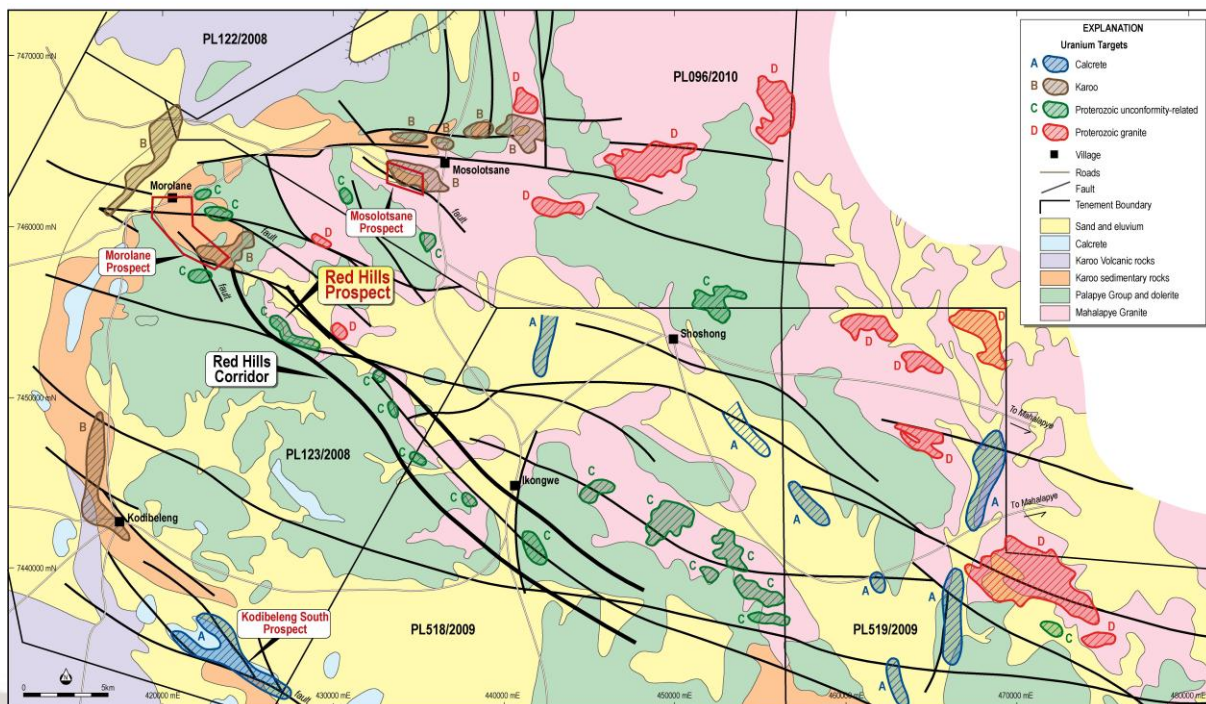 7470000 mN
7460000 mN
7450000 mN
7440000 mN
420000 mE
430000 mE
440000 mE
450000 mE
460000 mE
470000 mE
PL122/2008
PL096/2010
PL123/2008
PL518/2009
PL519/2009
B
B
B
B
D
B
D
D
Mosolotsane
Morolane
C
C
C
B
D
Mosolotsane
Prospect
fault
fault
D
C
Morolane
Prospect
B
C
fault
Red Hills
Prospect
C
D
C
A
Shoshong
D
D
D
Red Hills
Corridor
C
C
A
D
To Mahalapye
B
C
C
Ikongwe
C
C
A
A
To Mahalapye
Kodibeleng
C
C
C
C
C
A
A
D
C
D
A
Kodibeleng South
Prospect
A
fault
N
0
5km
EXPLANATION
Uranium Targets
A Calcrete
B Karoo
C Proterozoic unconformity-related
D Proterozoic granite
Village
Roads
Fault
Tenement Boundary
Sand and eluvium
Calcrete
Karoo Volcanic rocks
Karoo sedimentary rocks
Palapye Group and dolerite
Mahalapye Granite